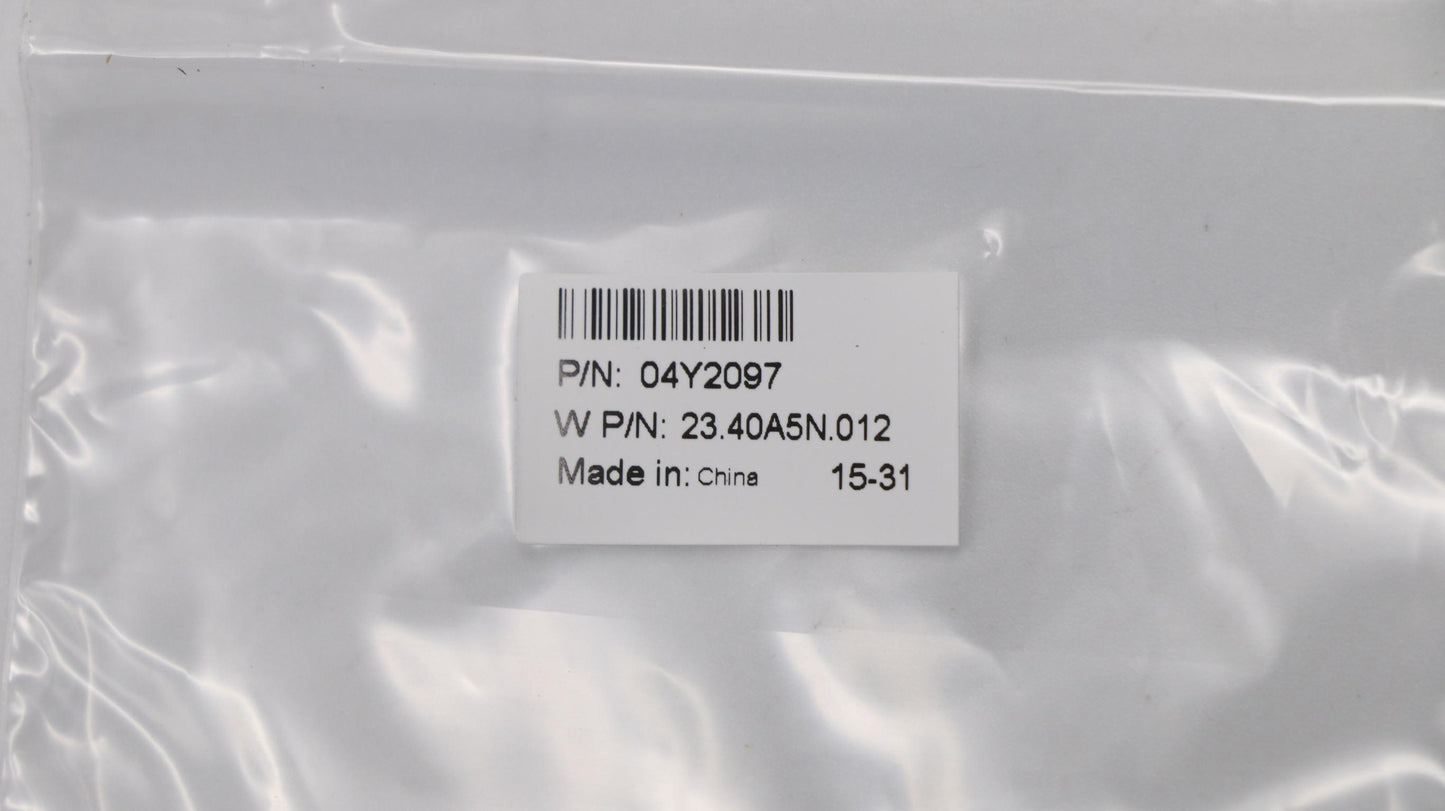 P/N: 04Y2097
W P/N: 23.40A5N.012
Made in: China 15-31